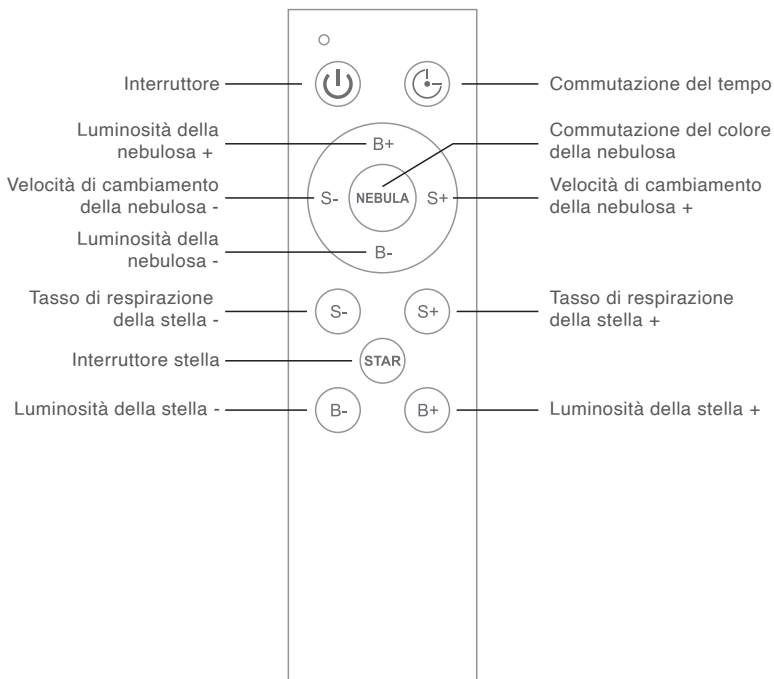 Interruttore
Commutazione del tempo
Luminosità della
nebulosa +
B+
Commutazione del colore
della nebulosa
Velocità di cambiamento
della nebulosa -
S-
NEBULA
S+
Velocità di cambiamento
della nebulosa +
Luminosità della
nebulosa -
B-
Tasso di respirazione
della stella -
S-
S+
Tasso di respirazione
della stella +
Interruttore stella
STAR
Luminosità della stella -
B-
B+
Luminosità della stella +